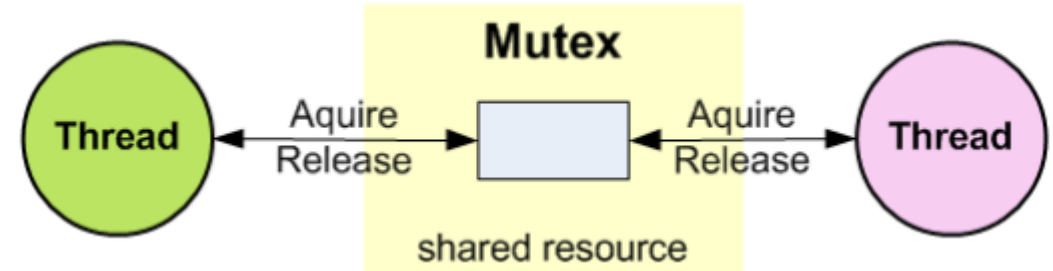 Mutex
Thread
Aquire
Release
Aquire
Release
Thread
shared resource